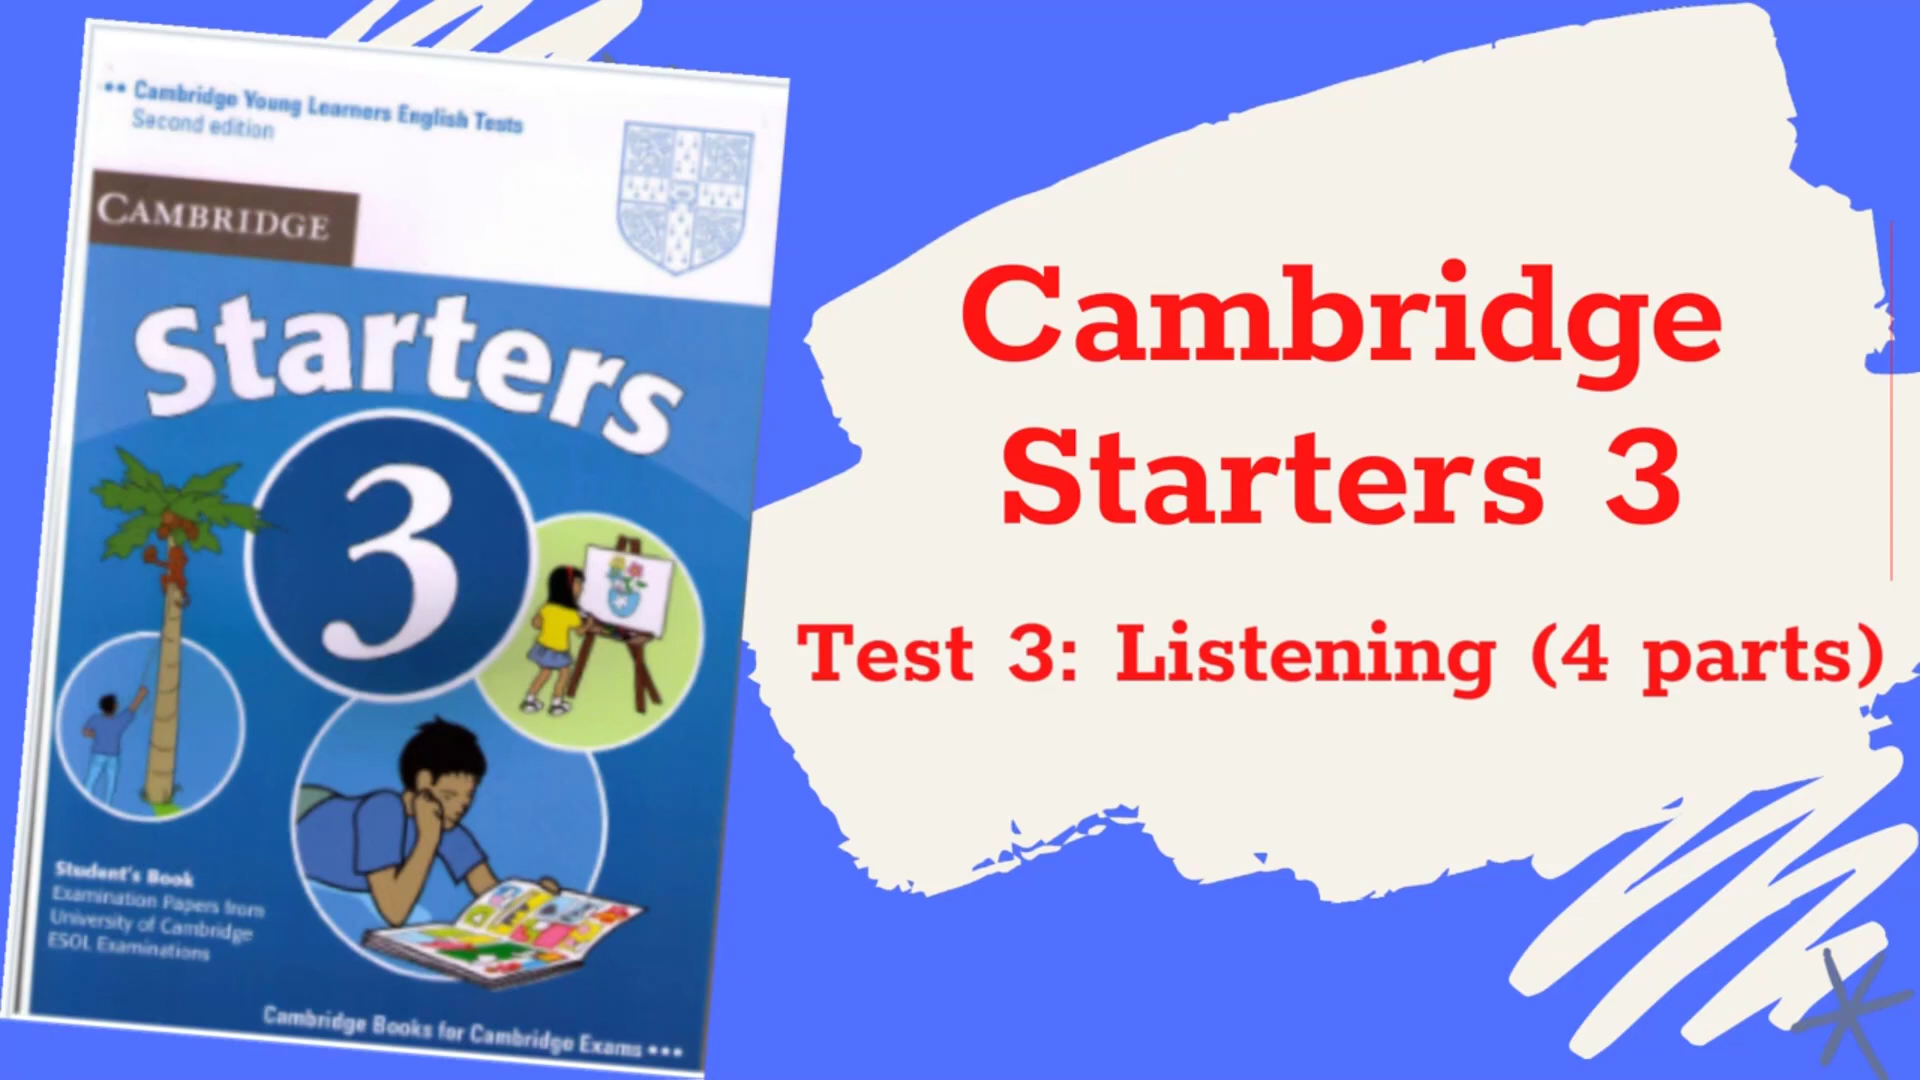 •• Cambridge Young Learners English Tests
Second edition
CAMBRIDGE
Starters
3
Student's Book
Examination Papers from
University of Cambridge
ESOL Examinations
Cambridge Books for Cambridge Exams •••
Cambridge
Starters 3
Test 3: Listening (4 parts)